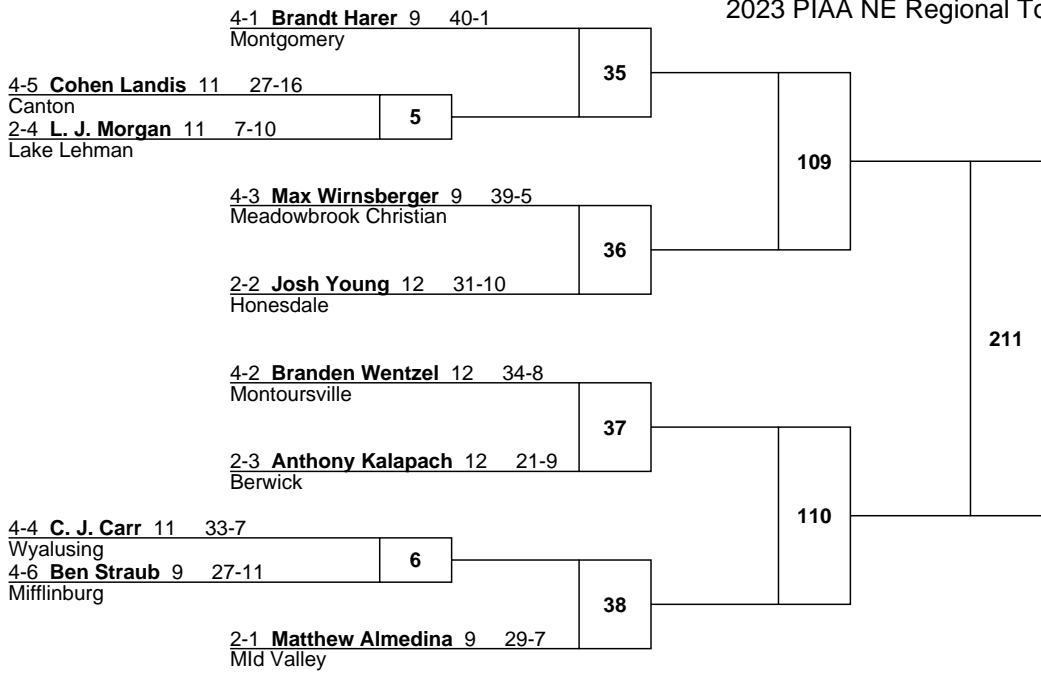 2023 PIAA NE Regional To
4-1 Brandt Harer 9 40-1
Montgomery
35
4-5 Cohen Landis 11 27-16
Canton
5
2-4 L. J. Morgan 11 7-10
Lake Lehman
109
4-3 Max Wirnsberger 9 39-5
Meadowbrook Christian
36
2-2 Josh Young 12 31-10
Honesdale
211
4-2 Branden Wentzel 12 34-8
Montoursville
37
2-3 Anthony Kalapach 12 21-9
Berwick
110
4-4 C. J. Carr 11 33-7
Wyalusing
6
4-6 Ben Straub 9 27-11
Mifflinburg
38
2-1 Matthew Almedina 9 29-7
MId Valley